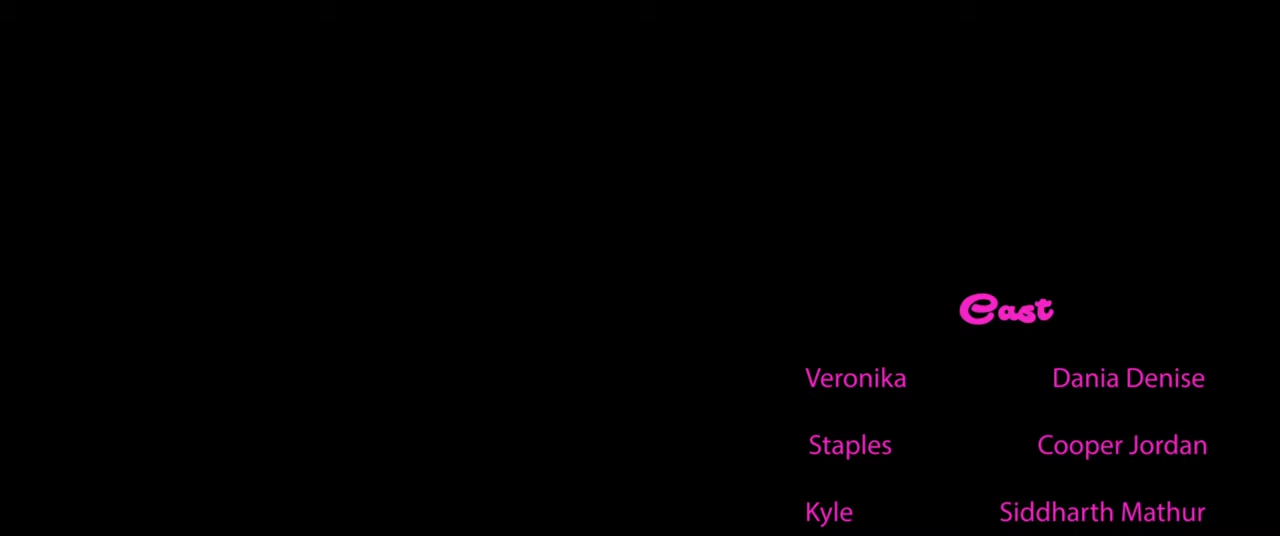 Cast
Veronika Dania Denise
Staples Cooper Jordan
Kyle Siddharth Mathur